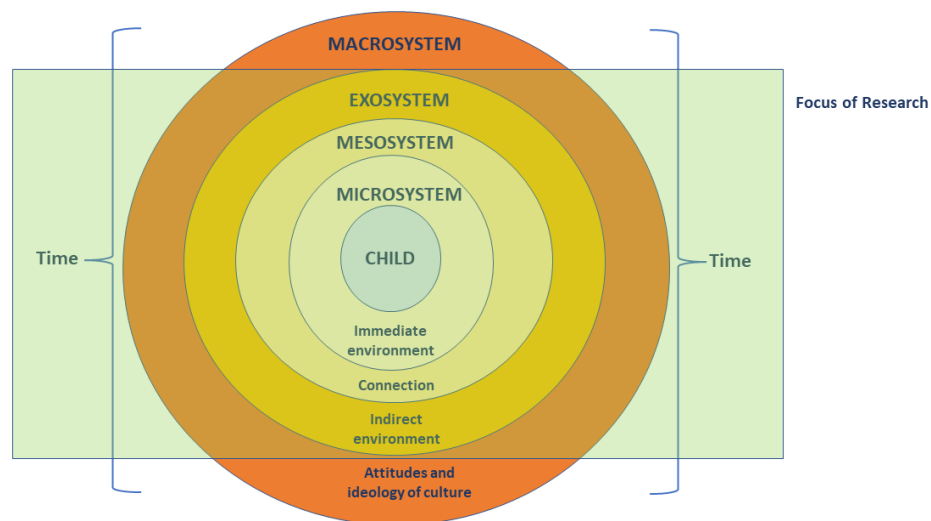 MACROSYSTEM
EXOSYSTEM
Focus of Research
MESOSYSTEM
MICROSYSTEM
Time
CHILD
Time
Immediate
environment
Connection
Indirect
environment
Attitudes and
ideology of culture